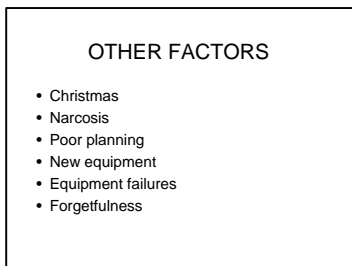 OTHER FACTORS
• Christmas
• Narcosis
• Poor planning
• New equipment
• Equipment failures
• Forgetfulness